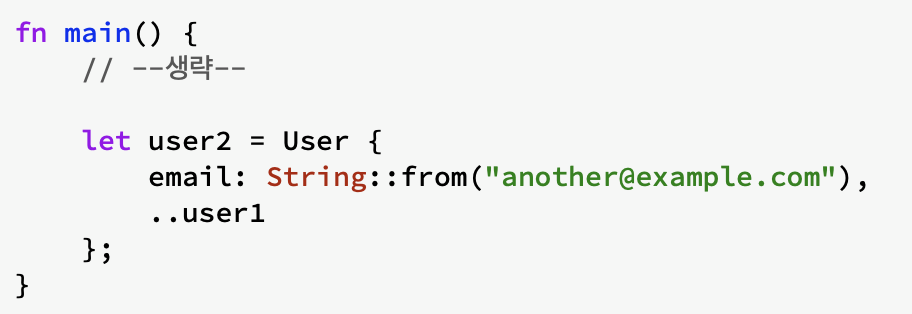 fn main() {
    // --생략--

    let user2 = User {
        email: String::from("another@example.com"),
        ..user1
    };
}